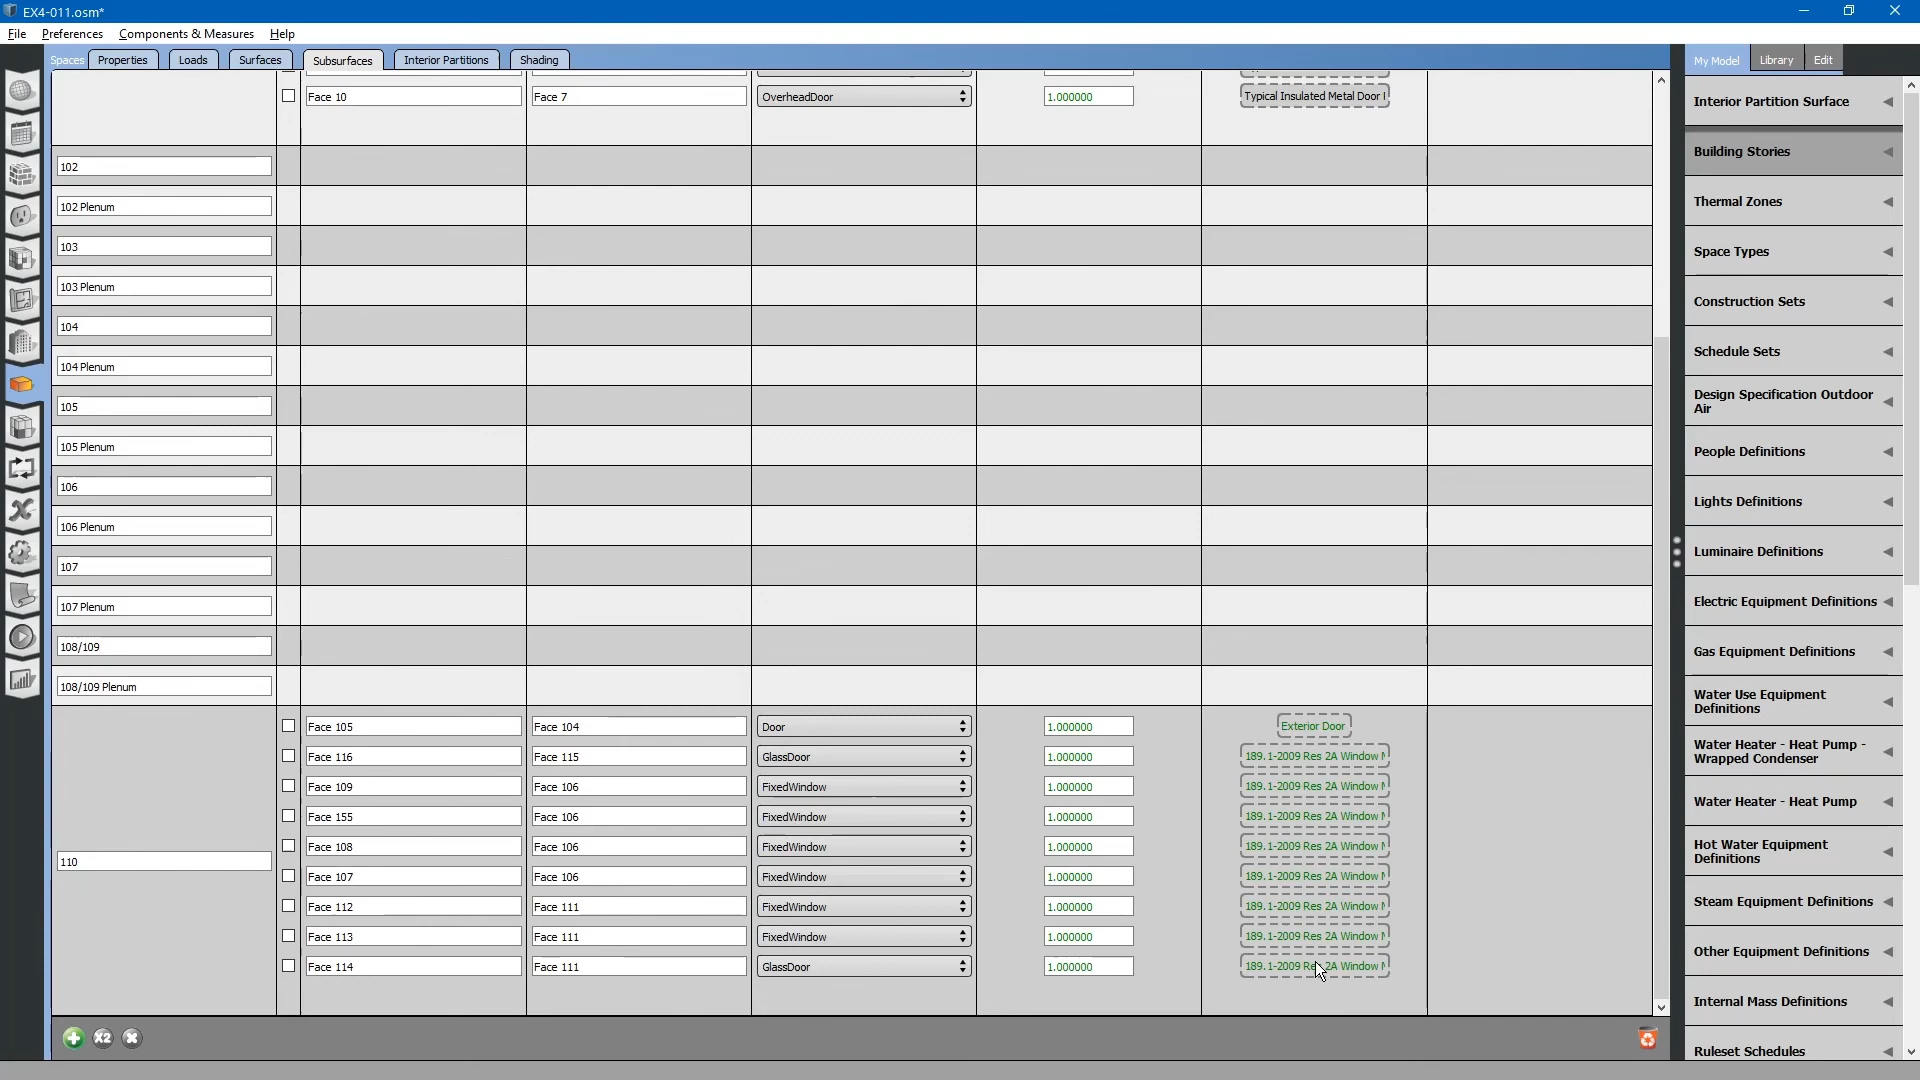 EX4-011.osm*
File Preferences Components & Measures Help
Spaces Properties Loads Surfaces Subsurfaces Interior Partitions Shading
My Model Library Edit
Face 10 Face 7 OverheadDoor 1.000000 Typical Insulated Metal Door
102
102 Plenum
103
103 Plenum
104
104 Plenum
105
105 Plenum
106
106 Plenum
107
107 Plenum
108/109
108/109 Plenum
110
Face 105 Face 104 Door 1.000000 Exterior Door
Face 116 Face 115 GlassDoor 1.000000 189.1-2009 Res 2A Window
Face 109 Face 106 FixedWindow 1.000000 189.1-2009 Res 2A Window
Face 155 Face 106 FixedWindow 1.000000 189.1-2009 Res 2A Window
Face 108 Face 106 FixedWindow 1.000000 189.1-2009 Res 2A Window
Face 107 Face 106 FixedWindow 1.000000 189.1-2009 Res 2A Window
Face 112 Face 111 FixedWindow 1.000000 189.1-2009 Res 2A Window
Face 113 Face 111 FixedWindow 1.000000 189.1-2009 Res 2A Window
Face 114 Face 111 GlassDoor 1.000000 189.1-2009 Res 2A Window
X2
Interior Partition Surface
Building Stories
Thermal Zones
Space Types
Construction Sets
Schedule Sets
Design Specification Outdoor
Air
People Definitions
Lights Definitions
Luminaire Definitions
Electric Equipment Definitions
Gas Equipment Definitions
Water Use Equipment
Definitions
Water Heater - Heat Pump -
Wrapped Condenser
Water Heater - Heat Pump
Hot Water Equipment
Definitions
Steam Equipment Definitions
Other Equipment Definitions
Internal Mass Definitions
Ruleset Schedules